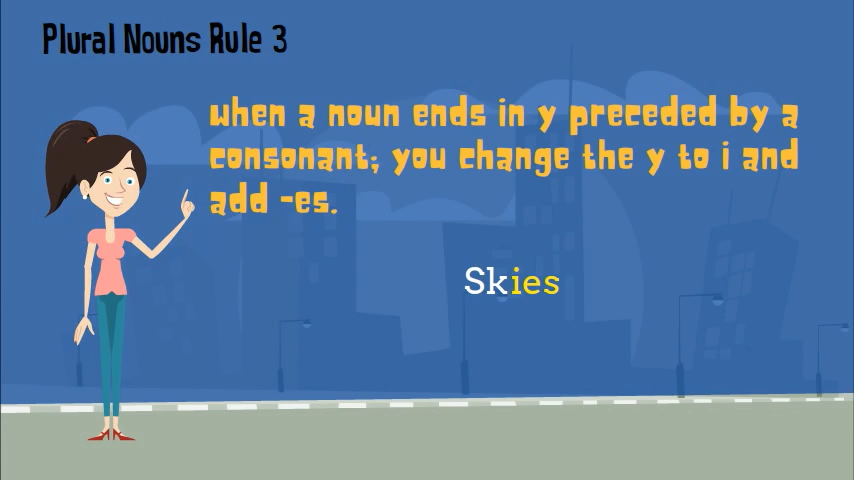 Plural Nouns Rule 3
when a noun ends in y preceded by a
consonant; you change the y to i and
add -es.
Skies